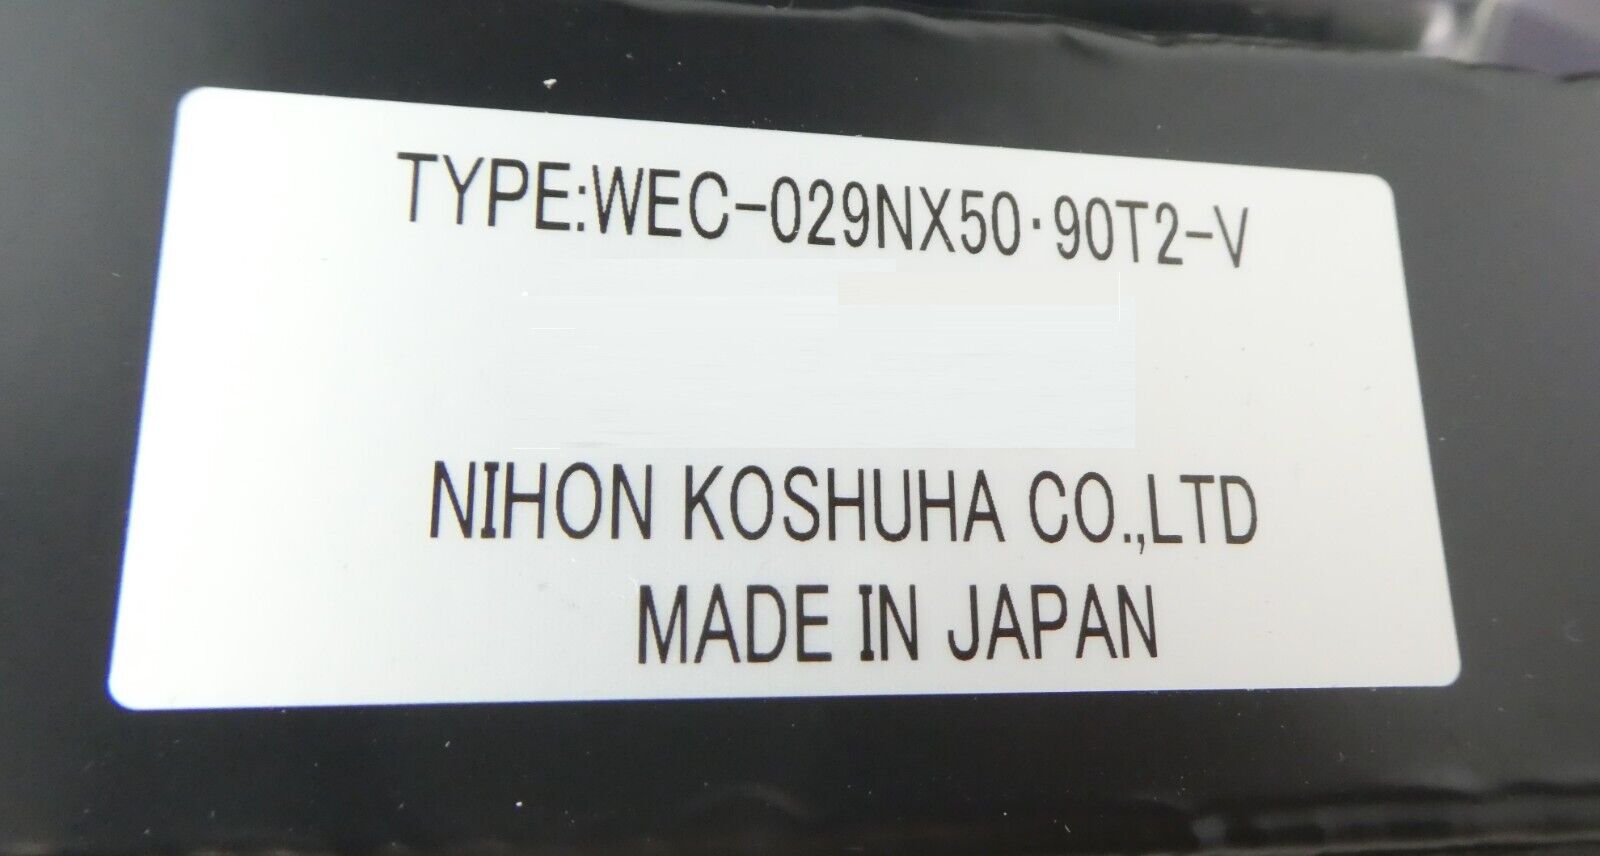 TYPE:WEC-029NX50·90T2-V
NIHON KOSHUHA CO.,LTD
MADE IN JAPAN